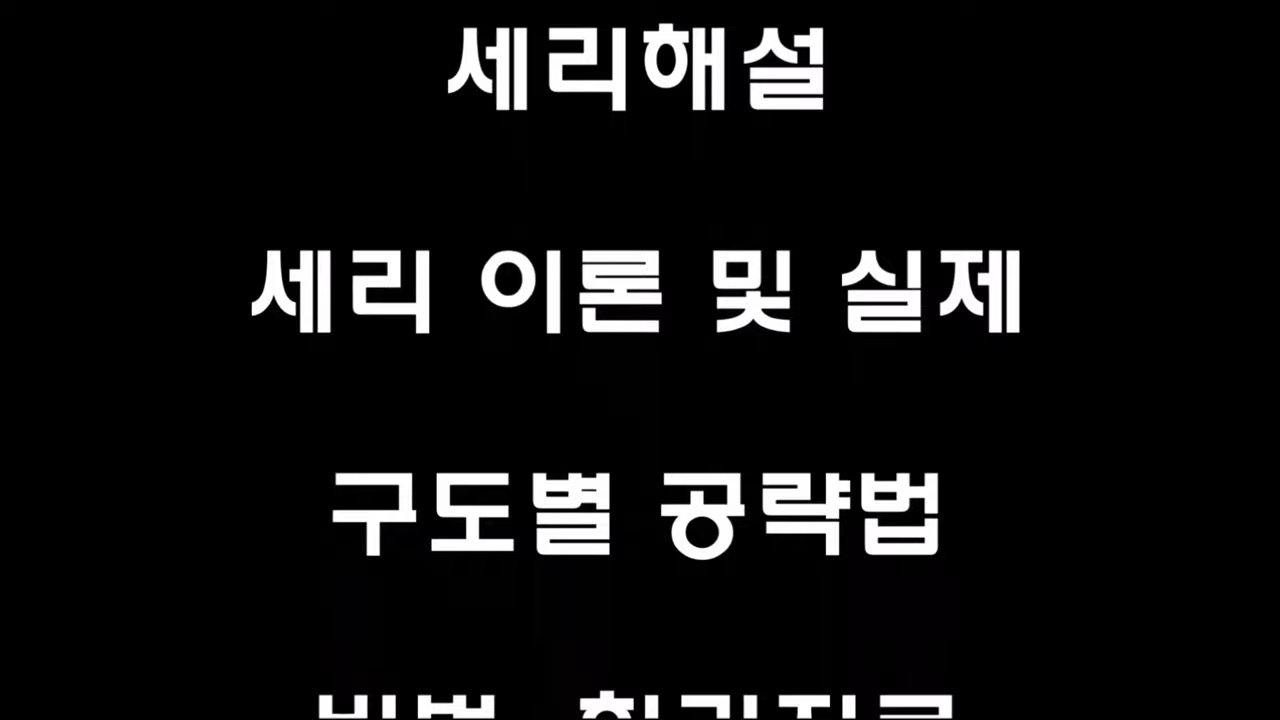 세리해설
세리 이론 및 실제
구도별 공략법